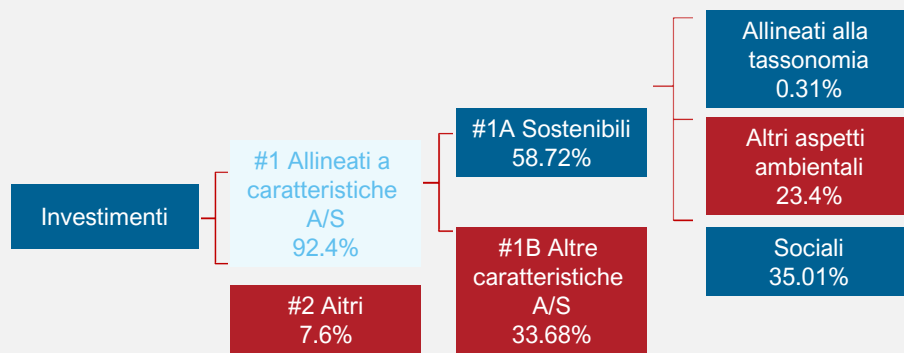 Investimenti
#1 Allineati a
caratteristiche
A/S
92.4%
#2 Aitri
7.6%
#1A Sostenibili
58.72%
#1B Altre
caratteristiche
A/S
33.68%
Allineati alla
tassonomia
0.31%
Altri aspetti
ambientali
23.4%
Sociali
35.01%